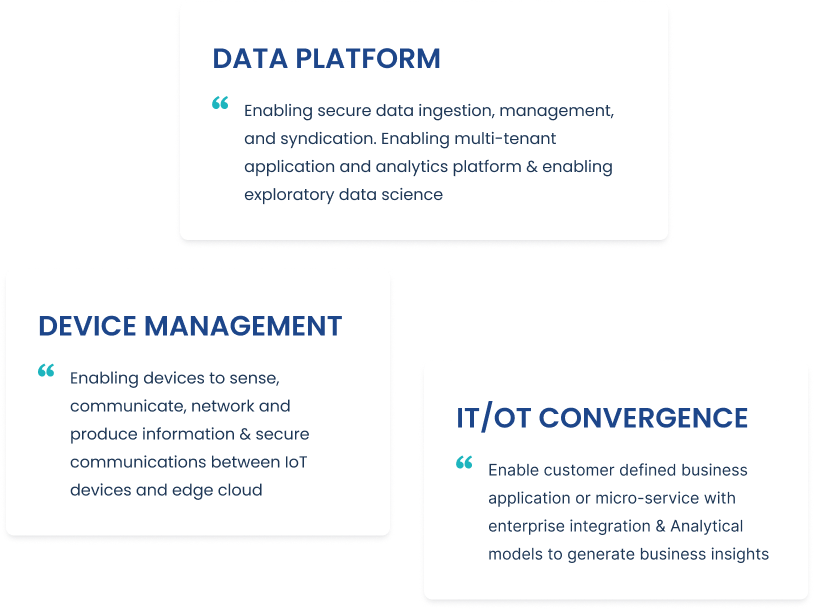 DATA PLATFORM
“ Enabling secure data ingestion, management,
and syndication. Enabling multi-tenant
application and analytics platform & enabling
exploratory data science
DEVICE MANAGEMENT
“ Enabling devices to sense,
communicate, network and
produce information & secure
communications between IoT
devices and edge cloud
IT/OT CONVERGENCE
“ Enable customer defined business
application or micro-service with
enterprise integration & Analytical
models to generate business insights